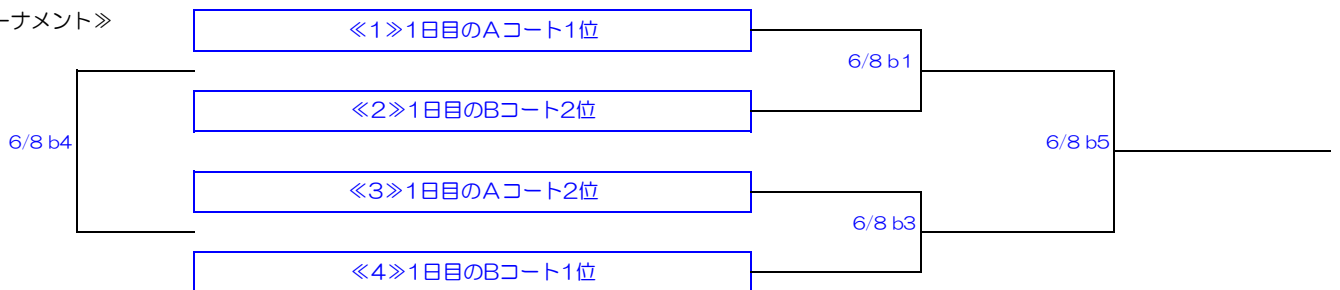 ーナメント≫
≪1≫1日目のAコート1位
6/8 b1
≪2≫1日目のBコート2位
6/8 b4
6/8 b5
≪3≫1日目のAコート2位
6/8 b3
≪4≫1日目のBコート1位